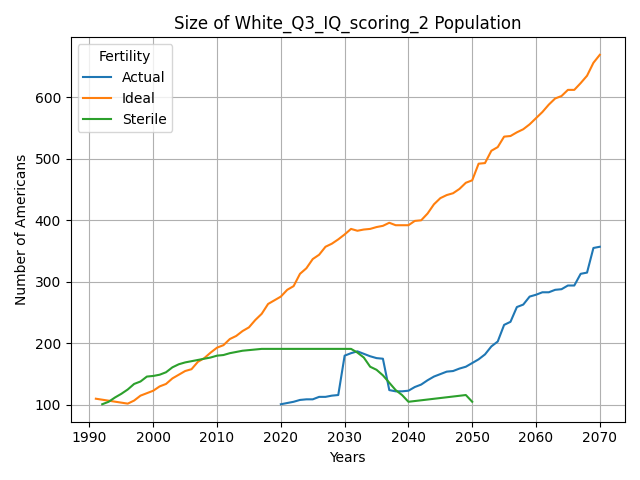 Size of White_Q3_IQ_scoring_2 Population
Fertility
Actual
Ideal
Sterile
Number of Americans
600
500
400
300
200
100
1990 2000 2010 2020 2030 2040 2050 2060 2070
Years